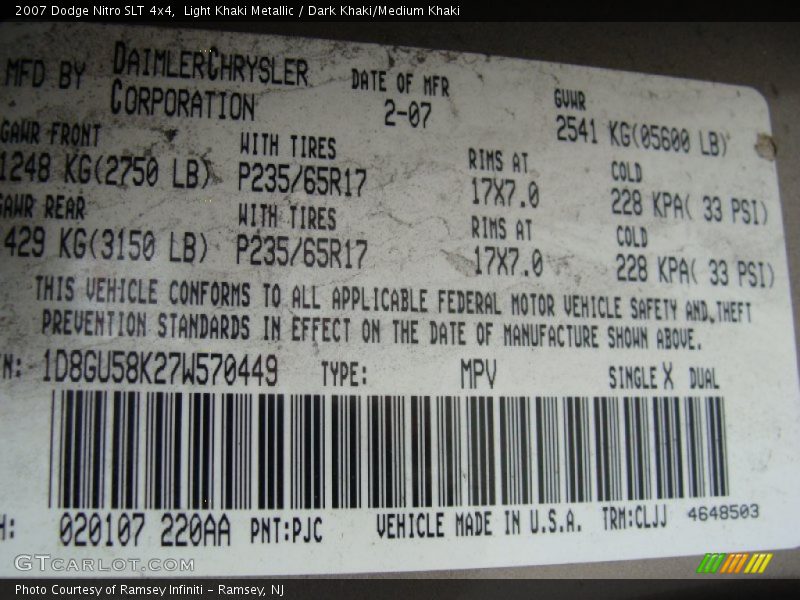 2007 Dodge Nitro SLT 4x4, Light Khaki Metallic / Dark Khaki/Medium Khaki
MFD BY DAIMLERCHRYSLER CORPORATION
DATE OF MFR 2-07
GVWR 2541 KG(05600 LB)
GAWR FRONT 1248 KG(2750 LB)
WITH TIRES P235/65R17
RIMS AT 17X7.0
COLD 228 KPA( 33 PSI)
GAWR REAR 429 KG(3150 LB)
WITH TIRES P235/65R17
RIMS AT 17X7.0
COLD 228 KPA( 33 PSI)
THIS VEHICLE CONFORMS TO ALL APPLICABLE FEDERAL MOTOR VEHICLE SAFETY AND THEFT
PREVENTION STANDARDS IN EFFECT ON THE DATE OF MANUFACTURE SHOWN ABOVE.
N: 1D8GU58K27W570449 TYPE: MPV SINGLE X DUAL
H: 020107 220AA PNT:PJC VEHICLE MADE IN U.S.A. TRM:CLJJ 4648503
GTCARLOT.COM
Photo Courtesy of Ramsey Infiniti - Ramsey, NJ